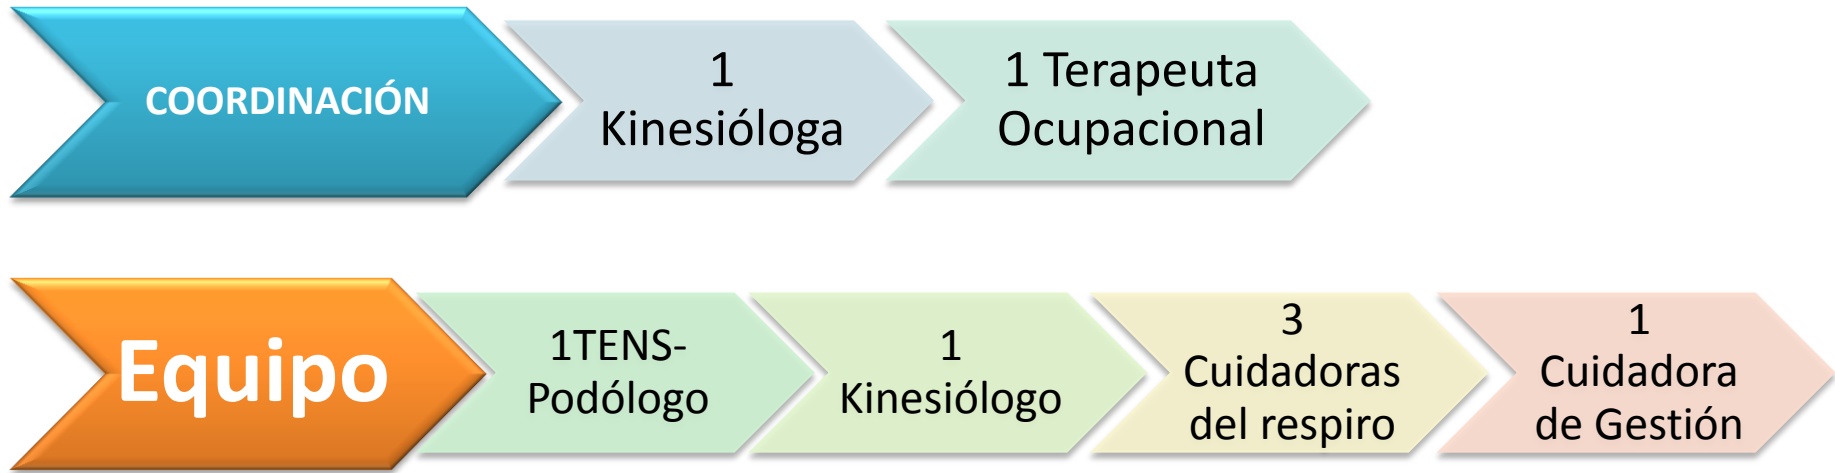 COORDINACIÓN
1
Kinesióloga
1 Terapeuta
Ocupacional
Equipo
1TENS-
Podólogo
1
Kinesiólogo
3
Cuidadoras
del respiro
1
Cuidadora
de Gestión